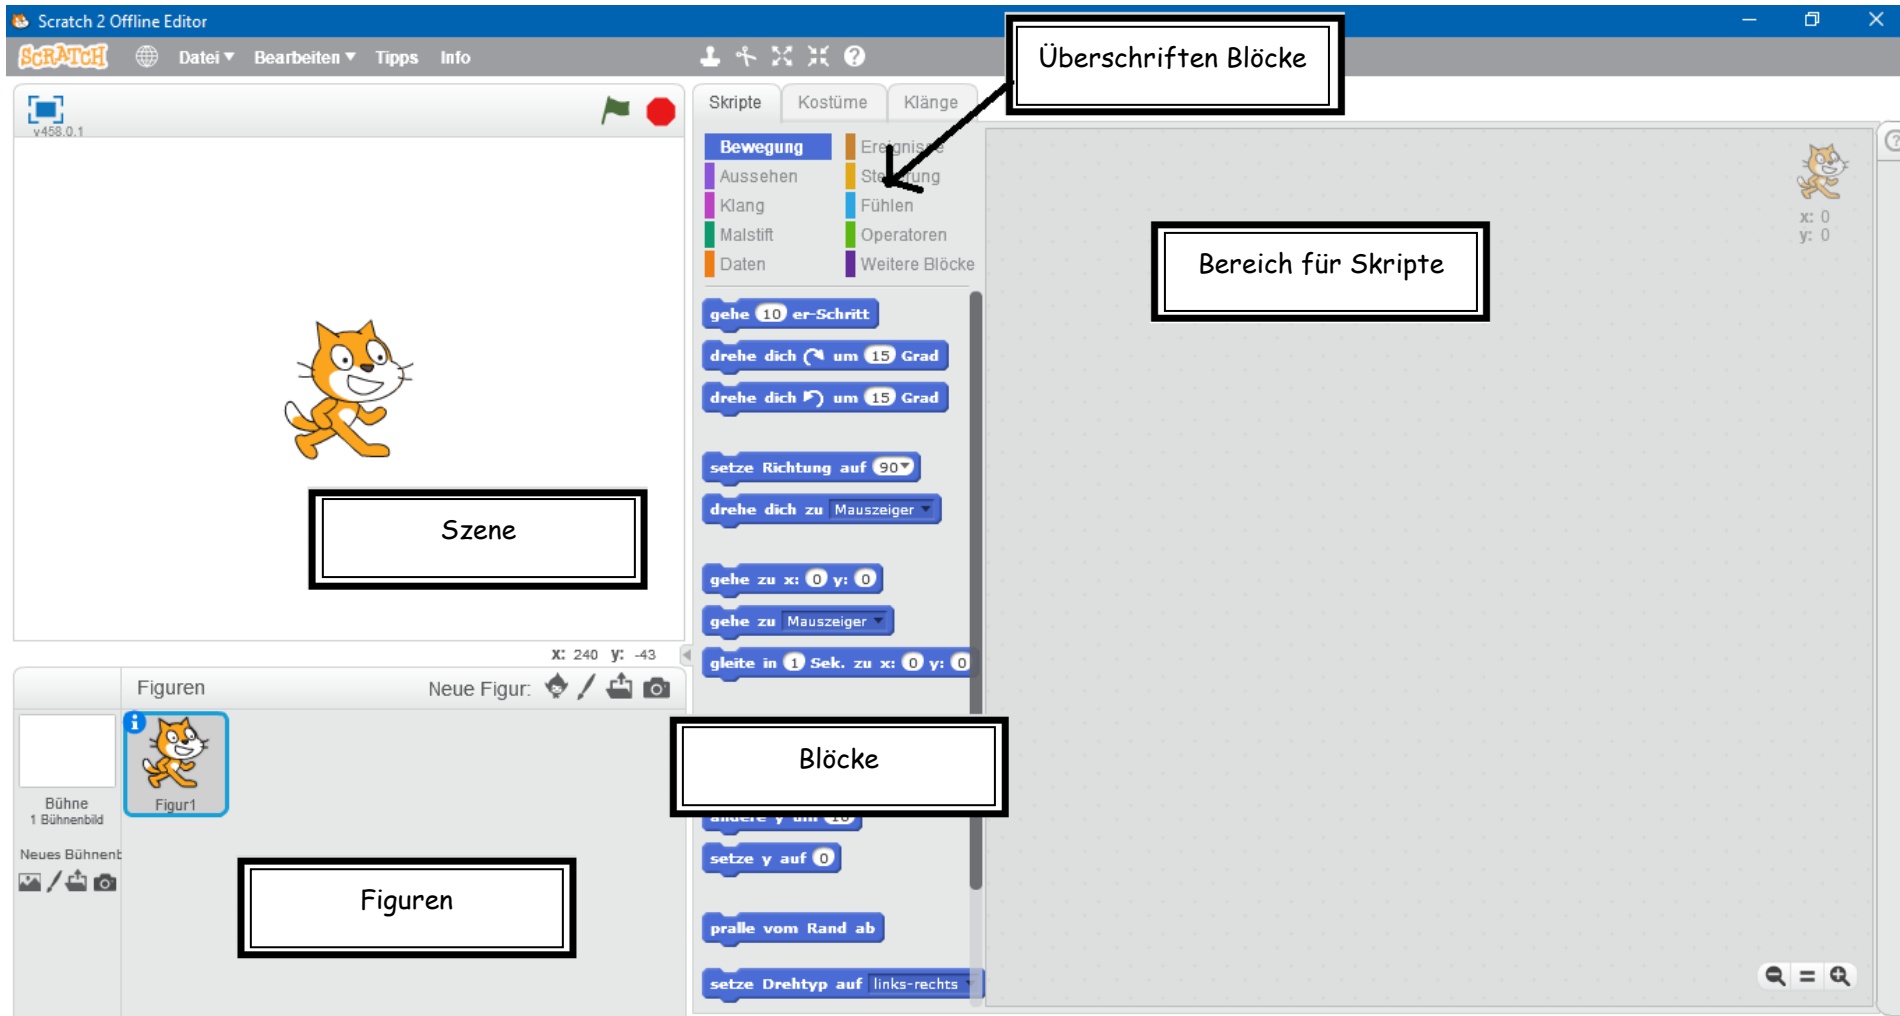 Scratch 2 Offline Editor
SCRATCH Datei Bearbeiten Tipps Info
Überschriften Blöcke
v458.0.1
Skripte Kostüme Klänge
Bewegung Ereignisse
Aussehen Steuerung
Klang Fühlen
Malstift Operatoren
Daten Weitere Blöcke
gehe 10 er-Schritt
drehe dich um 15 Grad
drehe dich um 15 Grad
setze Richtung auf 90
drehe dich zu Mauszeiger
gehe zu x: 0 y: 0
gehe zu Mauszeiger
gleite in 1 Sek. zu x: 0 y: 0
Blöcke
ändere y um 10
setze y auf 0
pralle vom Rand ab
setze Drehtyp auf links-rechts
Bereich für Skripte
x: 0
y: 0
Szene
x: 240 y: -43
Figuren Neue Figur:
Bühne
1 Bühnenbild
Figur1
Neues Bühnenb
Figuren